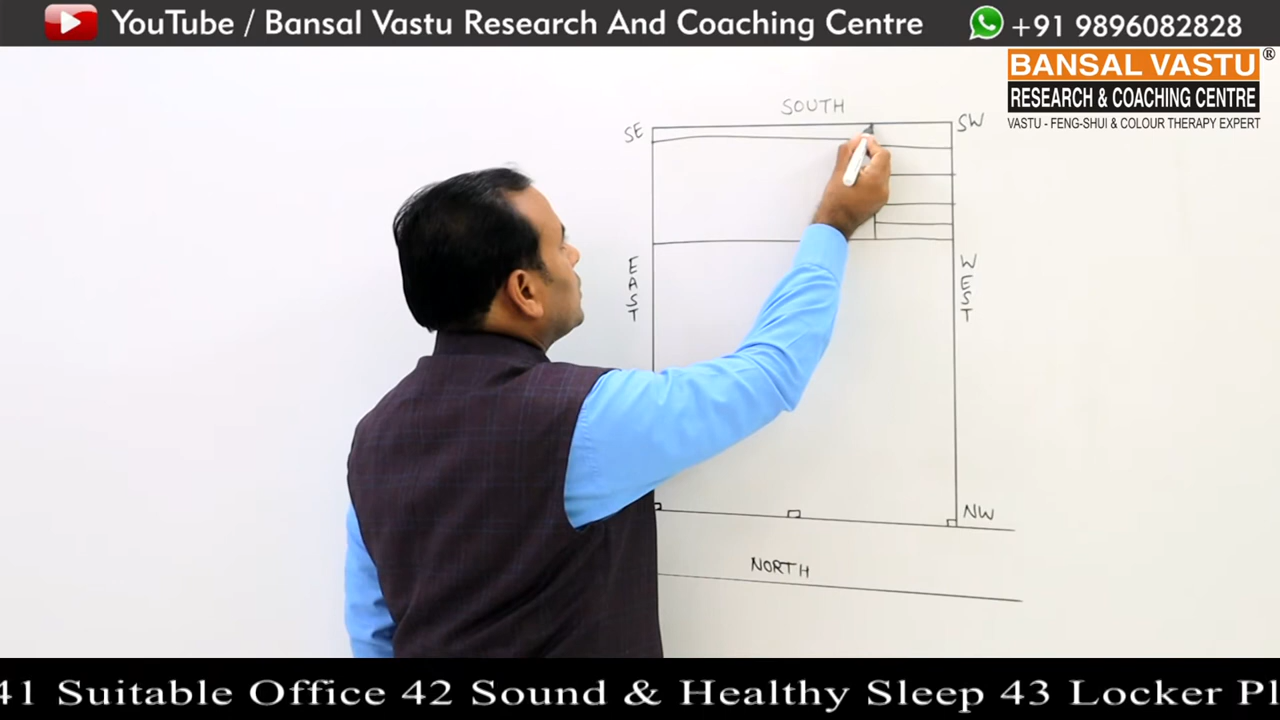 YouTube / Bansal Vastu Research And Coaching Centre
+91 9896082828
BANSAL VASTU®
RESEARCH & COACHING CENTRE
VASTU - FENG-SHUI & COLOUR THERAPY EXPERT
SOUTH
SE
SW
EAST
WEST
NW
NORTH
41 Suitable Office 42 Sound & Healthy Sleep 43 Locker Pl